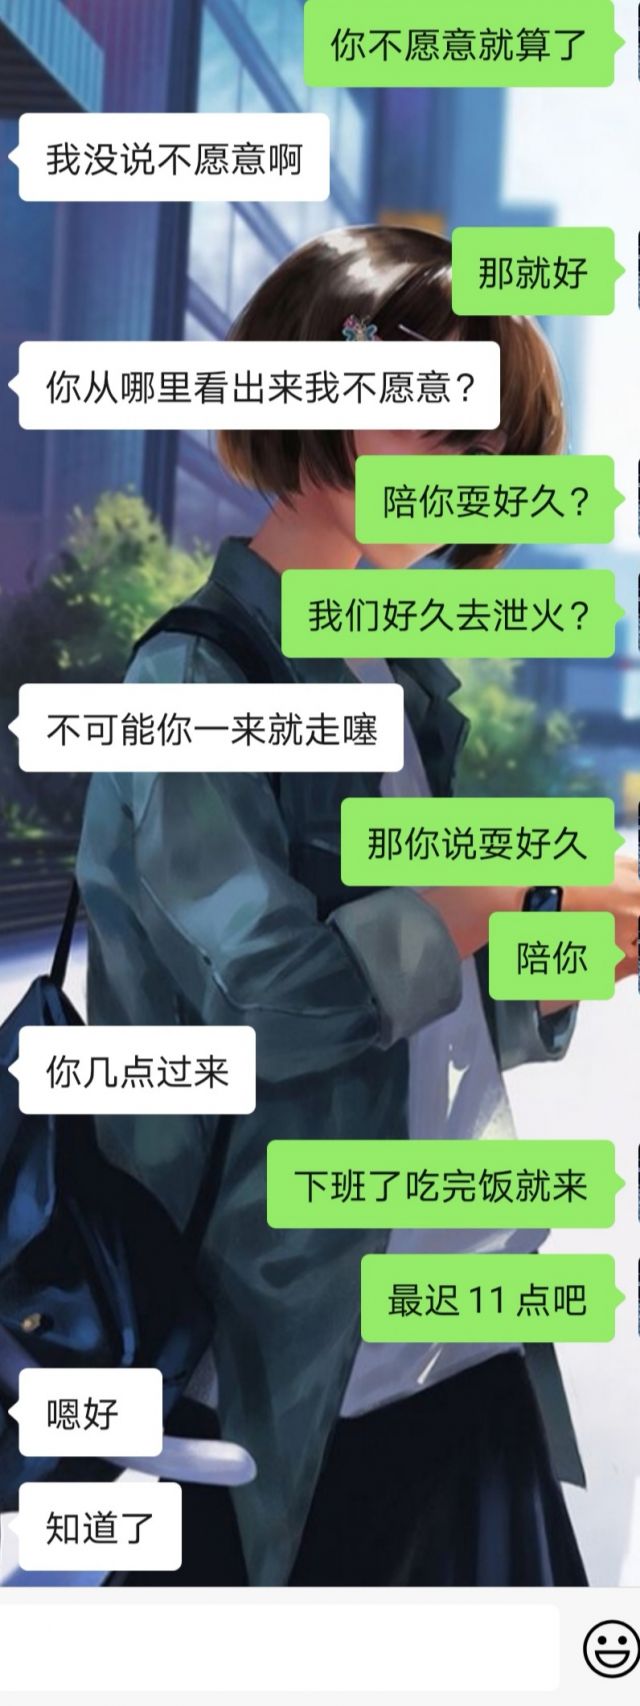 你不愿意就算了
我没说不愿意啊
那就好
你从哪里看出来我不愿意?
陪你耍好久?
我们好久去泄火?
不可能你一来就走噻
那你说耍好久
陪你
你几点过来
下班了吃完饭就来
最迟11点吧
嗯好
知道了